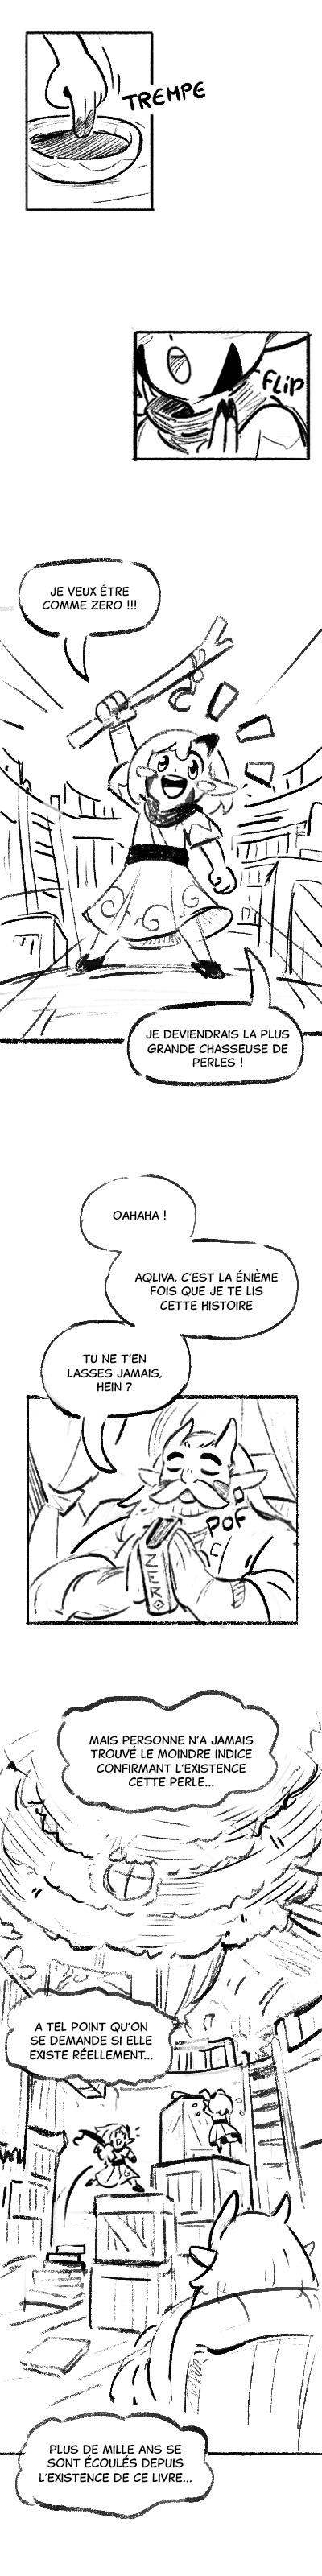 TREMPE
FLIP
JE VEUX ÊTRE
COMME ZERO !!!
JE DEVIENDRAIS LA PLUS
GRANDE CHASSEUSE DE
PERLES !
OAHAHA !
AQLIVA, C'EST LA ÉNIÈME
FOIS QUE JE TE LIS
CETTE HISTOIRE
TU NE T'EN
LASSES JAMAIS,
HEIN ?
POF
ZERO
MAIS PERSONNE N'A JAMAIS
TROUVÉ LE MOINDRE INDICE
CONFIRMANT L'EXISTENCE
CETTE PERLE...
A TEL POINT QU'ON
SE DEMANDE SI ELLE
EXISTE RÉELLEMENT...
PLUS DE MILLE ANS SE
SONT ÉCOULÉS DEPUIS
L'EXISTENCE DE CE LIVRE...